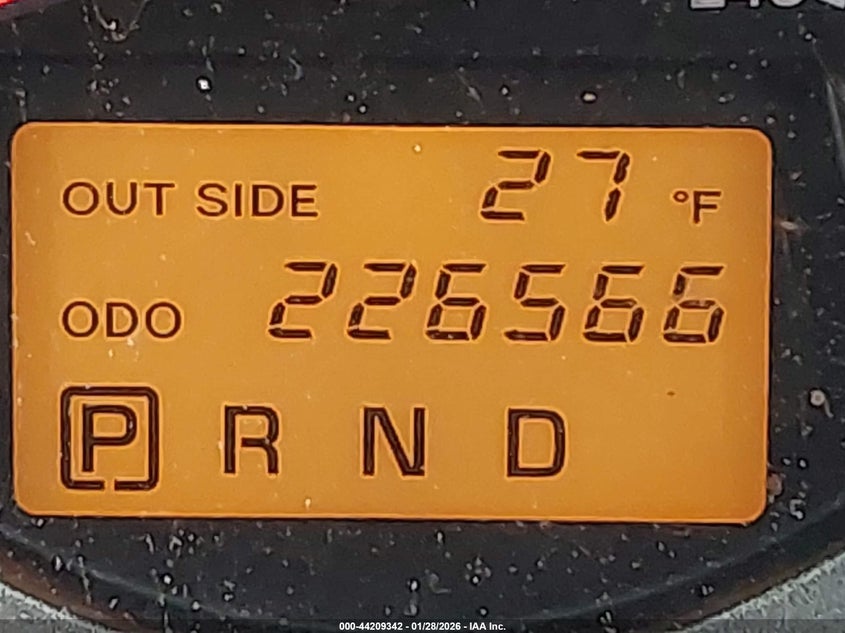 OUT SIDE 27 °F
ODO 226566
P R N D
000-44209342 - 01/28/2026 - IAA Inc.